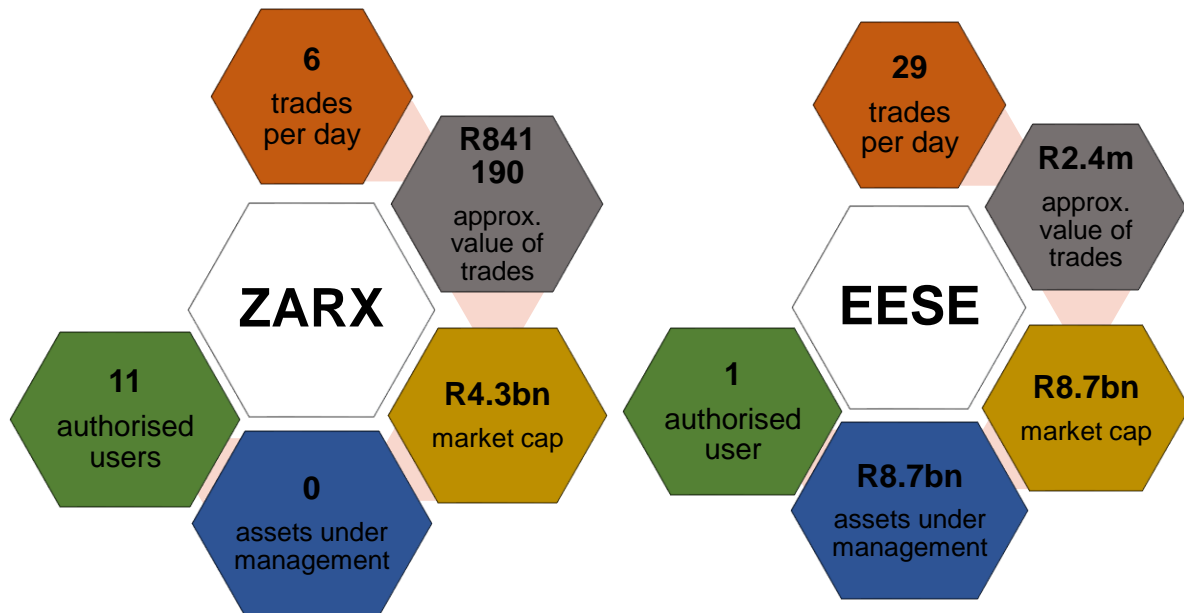 6
trades
per day
R841
190
approx.
value of
trades
ZARX
11
authorised
users
R4.3bn
market cap
0
assets under
management
29
trades
per day
R2.4m
approx.
value of
trades
EESE
1
authorised
user
R8.7bn
market cap
R8.7bn
assets under
management